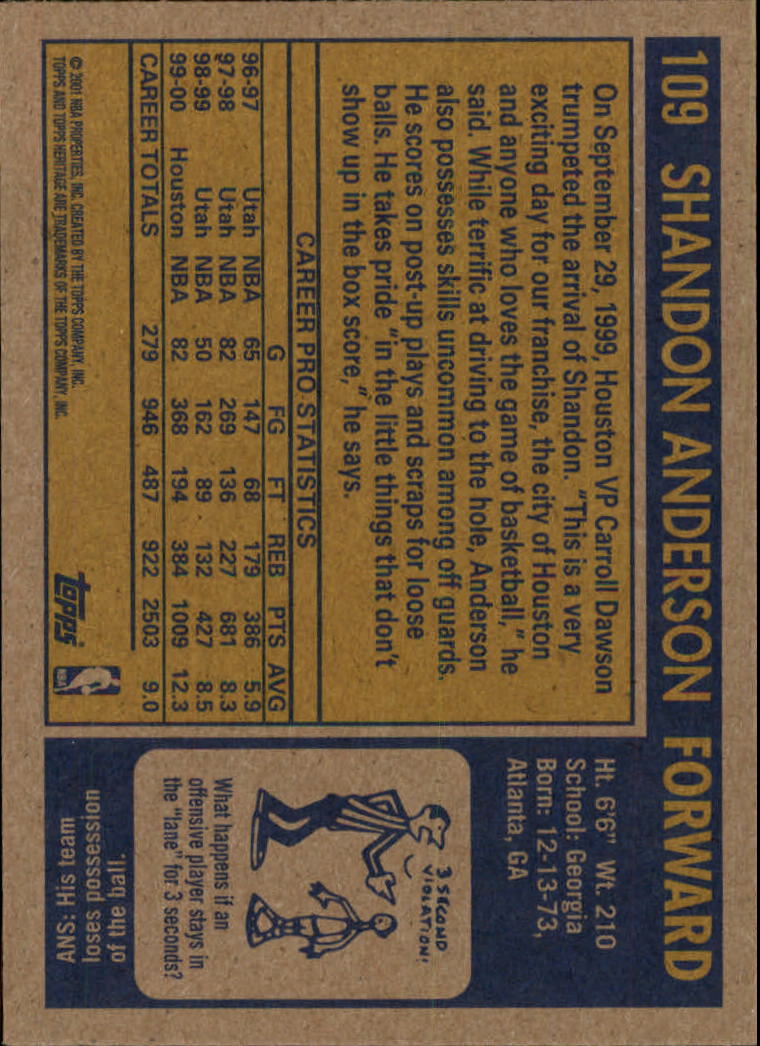 109 SHANDON ANDERSON FORWARD
On September 29, 1999, Houston VP Carroll Dawson
trumpeted the arrival of Shandon. "This is a very
exciting day for our franchise, the city of Houston
and anyone who loves the game of basketball," he
said. While terrific at driving to the hole, Anderson
also possesses skills uncommon among off guards.
He scores on post-up plays and scraps for loose
balls. He takes pride "in the little things that don't
show up in the box score," he says.
CAREER PRO STATISTICS
G FG FT REB PTS AVG
96-97 Utah NBA 65 147 68 179 386 5.9
97-98 Utah NBA 82 269 136 227 681 8.3
98-99 Utah NBA 50 162 89 132 427 8.5
99-00 Houston NBA 82 368 194 384 1009 12.3
CAREER TOTALS 279 946 487 922 2503 9.0
© 2001 NBA PROPERTIES, INC. CREATED BY THE TOPPS COMPANY, INC.
TOPPS AND TOPPS HERITAGE ARE TRADEMARKS OF THE TOPPS COMPANY, INC.
topps
NBA
Ht. 6'6" Wt. 210
School: Georgia
Born: 12-13-73,
Atlanta, GA
3 SECOND
VIOLATION!
What happens if an
offensive player stays in
the "lane" for 3 seconds?
ANS: His team
loses possession
of the ball.